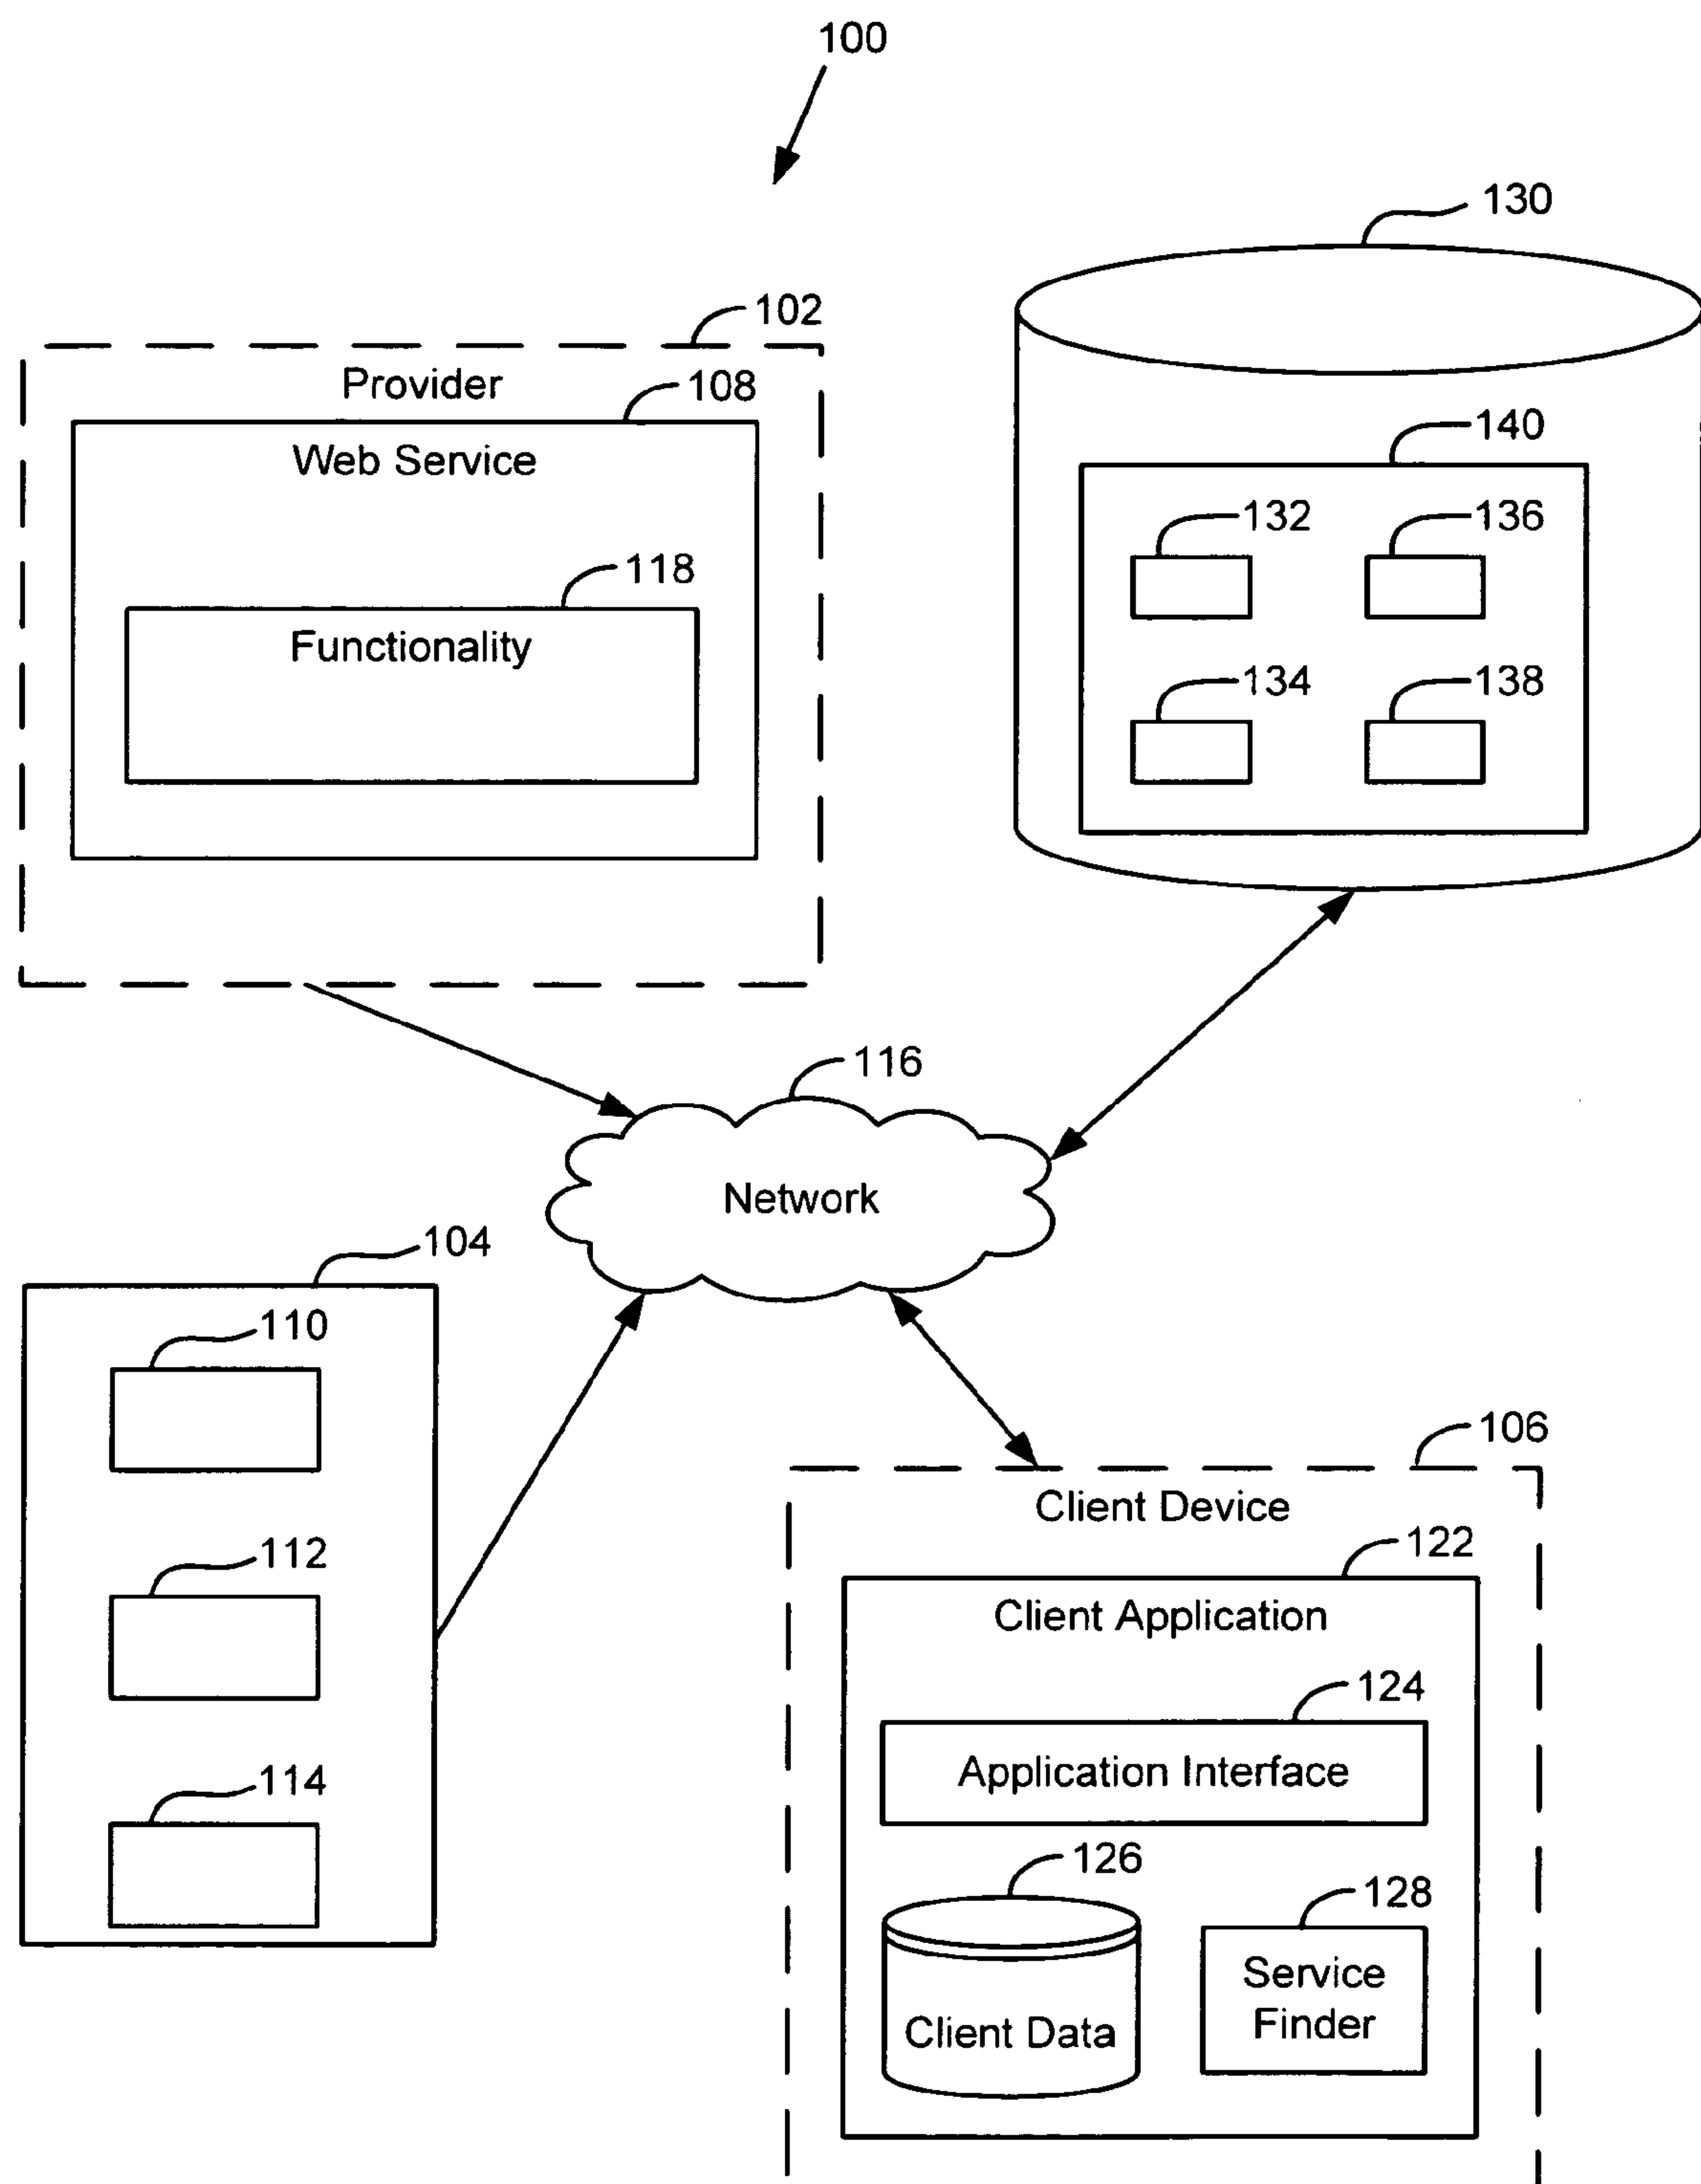 100
130
102
Provider
108
Web Service
140
132
136
118
Functionality
134
138
116
Network
104
110
106
Client Device
112
122
Client Application
124
Application Interface
114
126
128
Client Data
Service
Finder